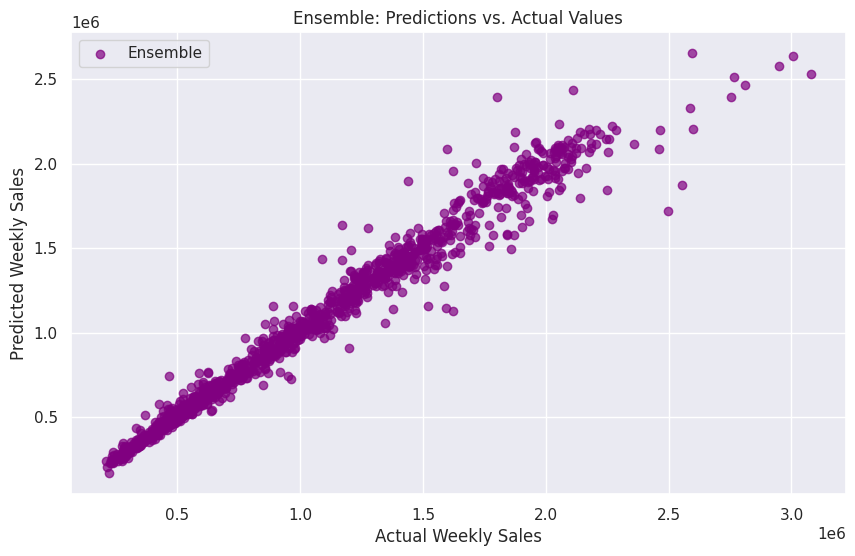 Ensemble: Predictions vs. Actual Values
1e6
Ensemble
Predicted Weekly Sales
2.5
2.0
1.5
1.0
0.5
0.5 1.0 1.5 2.0 2.5 3.0
1e6
Actual Weekly Sales